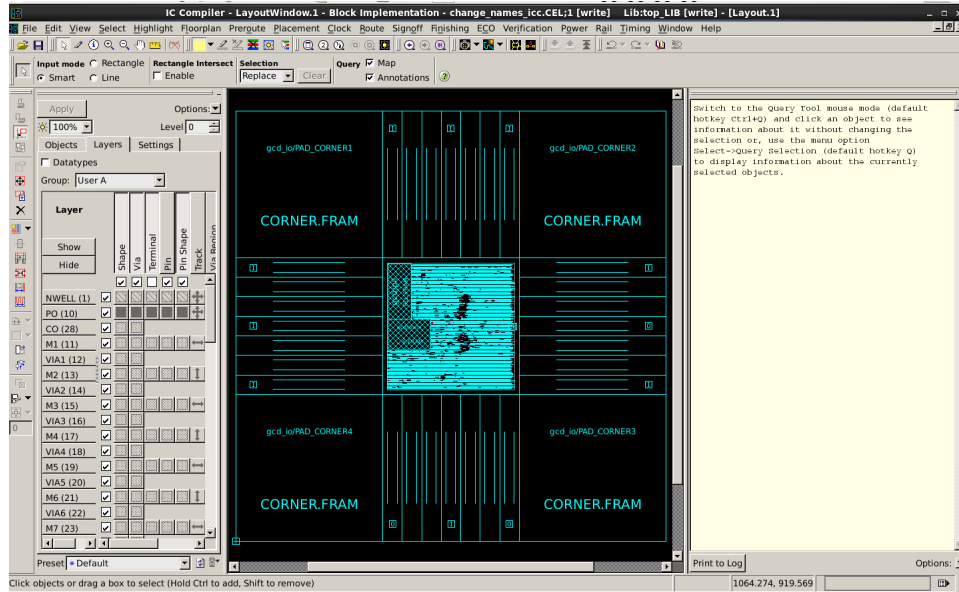 IC Compiler - LayoutWindow.1 - Block Implementation - change_names_icc.CEL;1 [write]    Lib:top_LIB [write] - [Layout.1]
File Edit View Select Highlight Floorplan Preroute Placement Clock Route Signoff Finishing ECO Verification Power Rail Timing Window Help
Input mode Rectangle Rectangle Intersect Selection Query Map
Smart Line Enable Replace Clear Annotations
Apply Options:
100% Level 0
Objects Layers Settings
Datatypes
Group: User A
Layer
Show
Hide
Shape
Via
Terminal
Pin
Pin Shape
Track
Via Region
NWELL (1)
PO (10)
CO (28)
M1 (11)
VIA1 (12)
M2 (13)
VIA2 (14)
M3 (15)
VIA3 (16)
M4 (17)
VIA4 (18)
M5 (19)
VIA5 (20)
M6 (21)
VIA6 (22)
M7 (23)
Preset Default
0
gcd_io/PAD_CORNER1
gcd_io/PAD_CORNER2
CORNER.FRAM
CORNER.FRAM
gcd_io/PAD_CORNER4
gcd_io/PAD_CORNER3
CORNER.FRAM
CORNER.FRAM
Switch to the Query Tool mouse mode (default
hotkey Ctrl+Q) and click an object to see
information about it without changing the
selection or, use the menu option
Select->Query Selection (default hotkey Q)
to display information about the currently
selected objects.
Print to Log Options:
Click objects or drag a box to select (Hold Ctrl to add, Shift to remove)
1064.274, 919.569